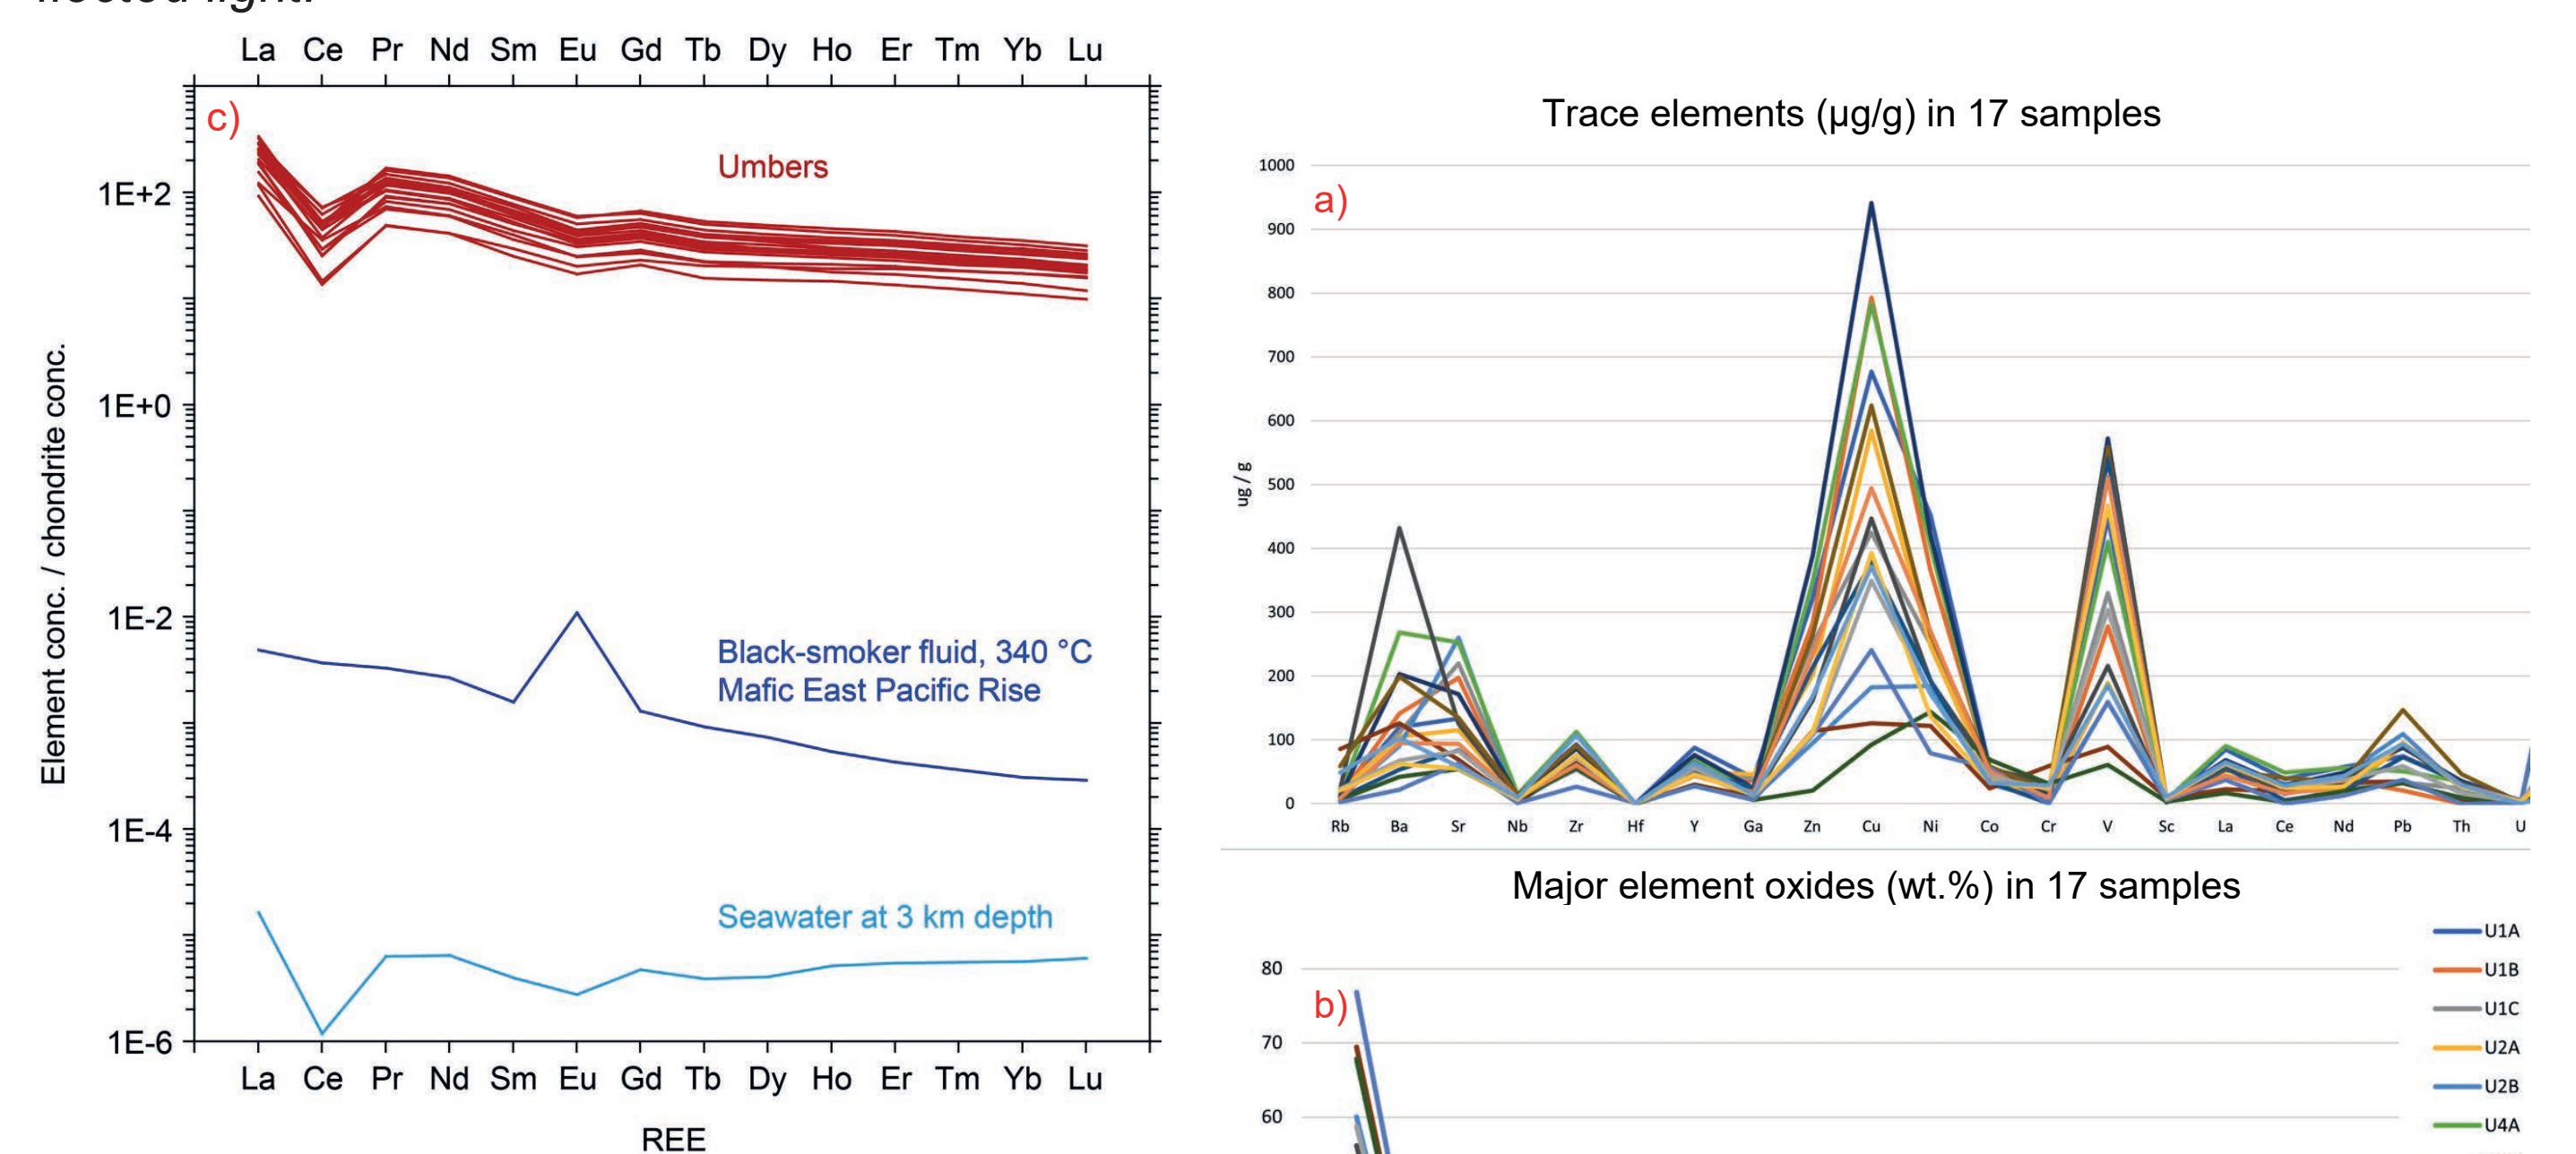 La Ce Pr Nd Sm Eu Gd Tb Dy Ho Er Tm Yb Lu
c)
Umbers
1E+2
1E+0
1E-2
1E-4
1E-6
Element conc. / chondrite conc.
Black-smoker fluid, 340 °C
Mafic East Pacific Rise
Seawater at 3 km depth
La Ce Pr Nd Sm Eu Gd Tb Dy Ho Er Tm Yb Lu
REE
Trace elements (µg/g) in 17 samples
a)
1000
900
800
700
600
500
400
300
200
100
0
ug / g
Rb Ba Sr Nb Zr Hf Y Ga Zn Cu Ni Co Cr V Sc La Ce Nd Pb Th U
Major element oxides (wt.%) in 17 samples
b)
80
70
60
U1A
U1B
U1C
U2A
U2B
U4A